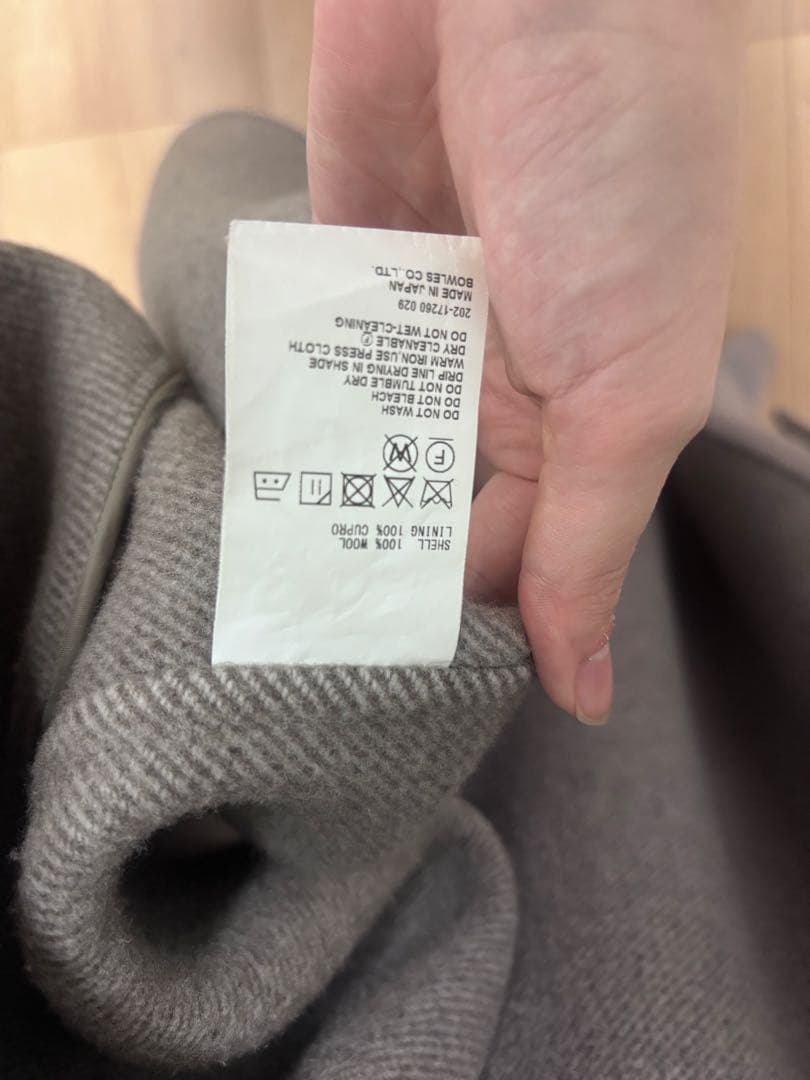 SHELL 100% WOOL
LINING 100% CUPRO
F W
DO NOT WASH
DO NOT BLEACH
DO NOT TUMBLE DRY
DRIP LINE DRYING IN SHADE
WARM IRON,USE PRESS CLOTH
DRY CLEANABLE Ⓕ
DO NOT WET-CLEANING
202-17260 029
MADE IN JAPAN
BOWLES CO.,LTD.